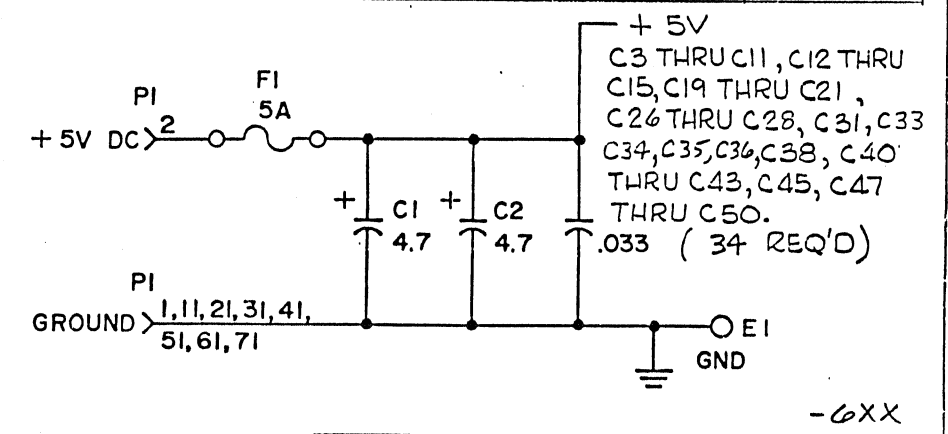 + 5V
C3 THRU C11, C12 THRU
C15, C19 THRU C21,
C26 THRU C28, C31, C33
C34, C35, C36, C38, C40
THRU C43, C45, C47
THRU C50.
.033 ( 34 REQ'D)
F1
5A
P1
+ 5V DC 2
+ C1
4.7
+ C2
4.7
P1
GROUND 1, 11, 21, 31, 41,
51, 61, 71
E1
GND
-6XX